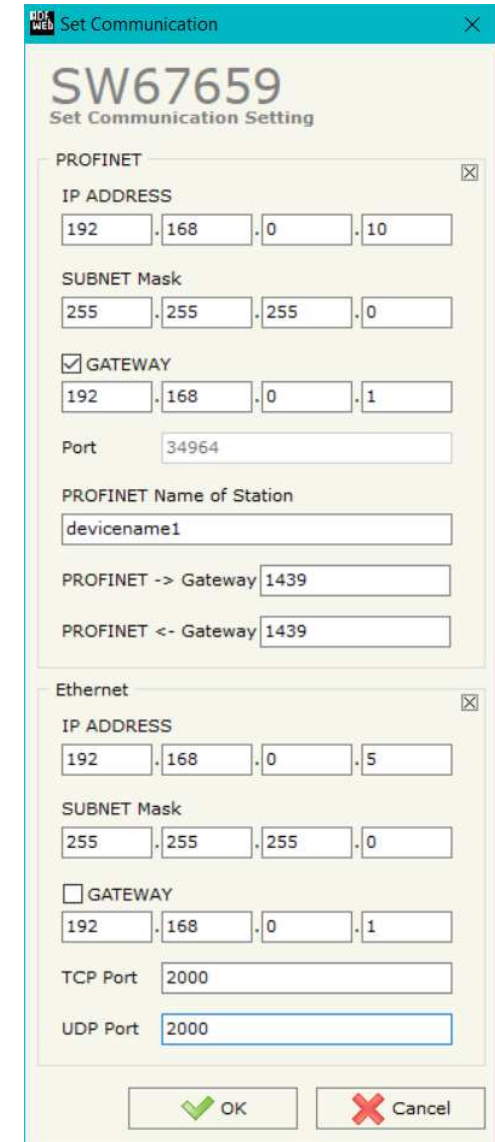 ADF WEB Set Communication
SW67659
Set Communication Setting
PROFINET
IP ADDRESS
192 . 168 . 0 . 10
SUBNET Mask
255 . 255 . 255 . 0
GATEWAY
192 . 168 . 0 . 1
Port 34964
PROFINET Name of Station
devicename1
PROFINET -> Gateway 1439
PROFINET <- Gateway 1439
Ethernet
IP ADDRESS
192 . 168 . 0 . 5
SUBNET Mask
255 . 255 . 255 . 0
GATEWAY
192 . 168 . 0 . 1
TCP Port 2000
UDP Port 2000
OK Cancel